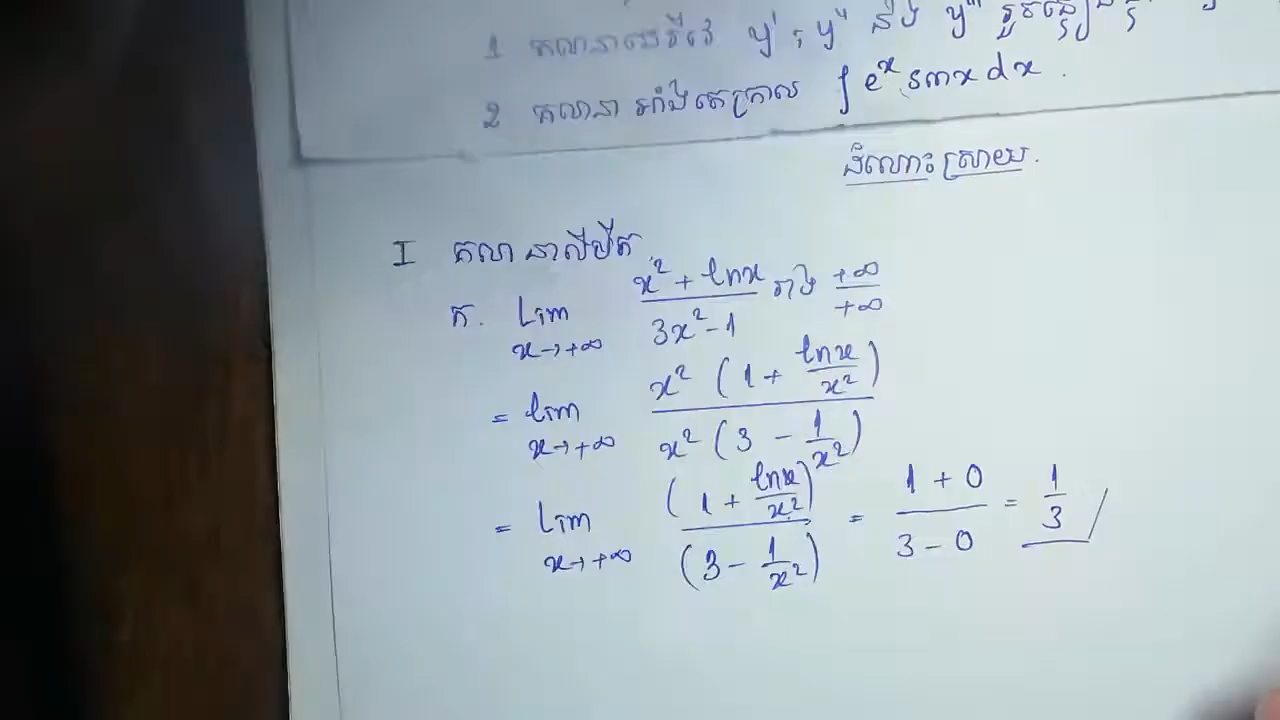 1 គណនាដេរីវេ y' ; y'' និង y'''
2 គណនាអាំងតេក្រាល ∫ e^x sinx dx .
ដំណោះស្រាយ.
I គណនាលីមីត
ក. lim x→+∞ (x² + lnx)/(3x² - 1) រាង +∞/+∞
= lim x→+∞ x² (1 + lnx/x²) / x² (3 - 1/x²)
= lim x→+∞ (1 + lnx/x²) / (3 - 1/x²) = (1 + 0)/(3 - 0) = 1/3